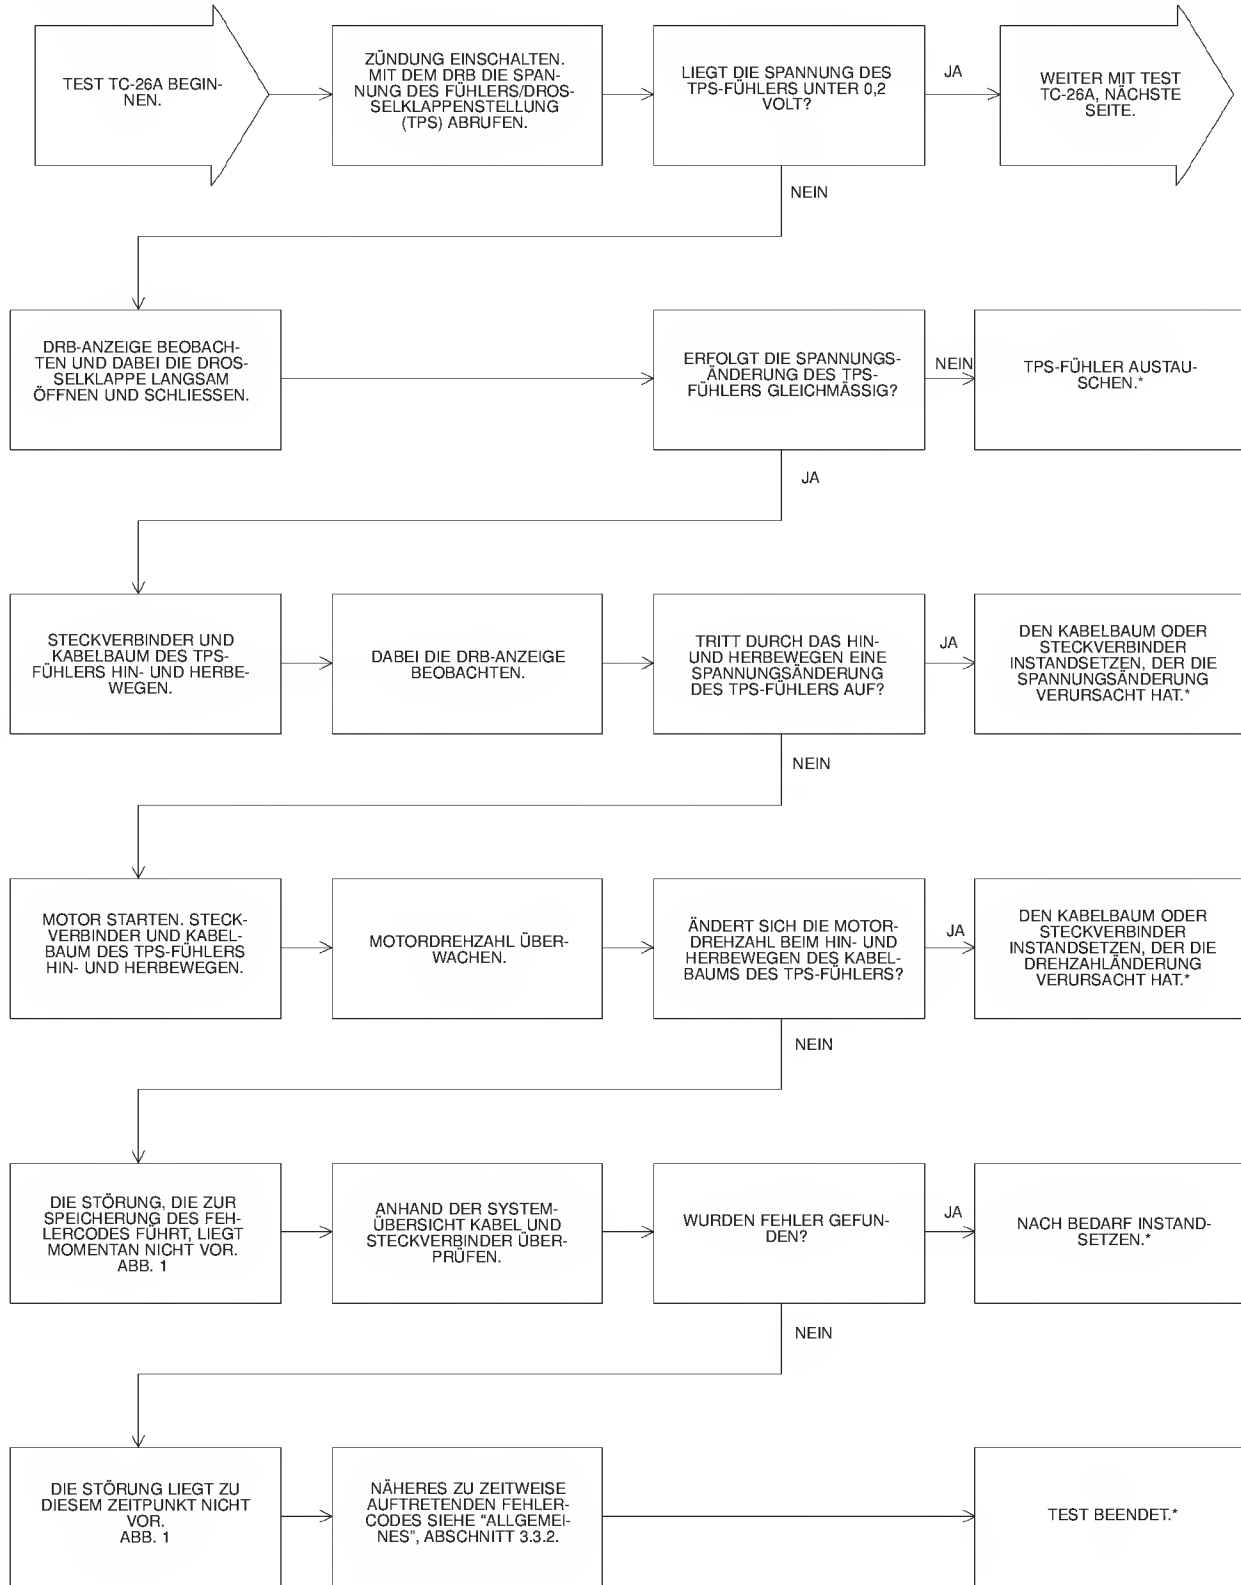 TEST TC-26A BEGIN-
NEN.
ZÜNDUNG EINSCHALTEN.
MIT DEM DRB DIE SPAN-
NUNG DES FÜHLERS/DROS-
SELKLAPPENSTELLUNG
(TPS) ABRUFEN.
LIEGT DIE SPANNUNG DES
TPS-FÜHLERS UNTER 0,2
VOLT?
JA
WEITER MIT TEST
TC-26A, NÄCHSTE
SEITE.
NEIN
DRB-ANZEIGE BEOBACH-
TEN UND DABEI DIE DROS-
SELKLAPPE LANGSAM
ÖFFNEN UND SCHLIESSEN.
ERFOLGT DIE SPANNUNGS-
ÄNDERUNG DES TPS-
FÜHLERS GLEICHMÄSSIG?
NEIN
TPS-FÜHLER AUSTAU-
SCHEN.*
JA
STECKVERBINDER UND
KABELBAUM DES TPS-
FÜHLERS HIN- UND HERBE-
WEGEN.
DABEI DIE DRB-ANZEIGE
BEOBACHTEN.
TRITT DURCH DAS HIN-
UND HERBEWEGEN EINE
SPANNUNGSÄNDERUNG
DES TPS-FÜHLERS AUF?
JA
DEN KABELBAUM ODER
STECKVERBINDER
INSTANDSETZEN, DER DIE
SPANNUNGSÄNDERUNG
VERURSACHT HAT.*
NEIN
MOTOR STARTEN. STECK-
VERBINDER UND KABEL-
BAUM DES TPS-FÜHLERS
HIN- UND HERBEWEGEN.
MOTORDREHZAHL ÜBER-
WACHEN.
ÄNDERT SICH DIE MOTOR-
DREHZAHL BEIM HIN- UND
HERBEWEGEN DES KABEL-
BAUMS DES TPS-FÜHLERS?
JA
DEN KABELBAUM ODER
STECKVERBINDER
INSTANDSETZEN, DER DIE
DREHZAHLÄNDERUNG
VERURSACHT HAT.*
NEIN
DIE STÖRUNG, DIE ZUR
SPEICHERUNG DES FEH-
LERCODES FÜHRT, LIEGT
MOMENTAN NICHT VOR.
ABB. 1
ANHAND DER SYSTEM-
ÜBERSICHT KABEL UND
STECKVERBINDER ÜBER-
PRÜFEN.
WURDEN FEHLER GEFUN-
DEN?
JA
NACH BEDARF INSTAND-
SETZEN.*
NEIN
DIE STÖRUNG LIEGT ZU
DIESEM ZEITPUNKT NICHT
VOR.
ABB. 1
NÄHERES ZU ZEITWEISE
AUFTRETENDEN FEHLER-
CODES SIEHE “ALLGEMEI-
NES”, ABSCHNITT 3.3.2.
TEST BEENDET.*